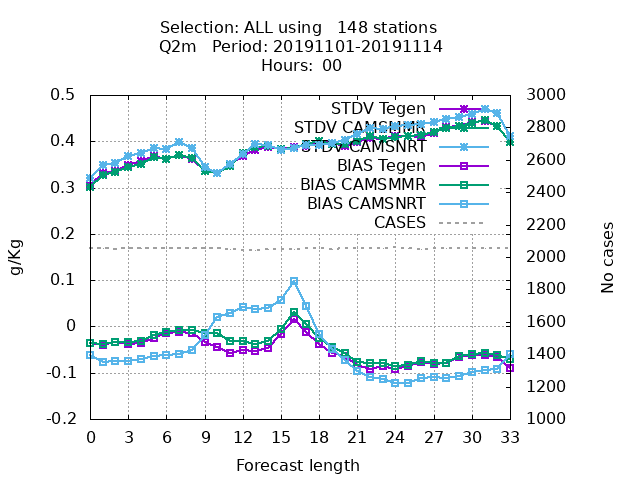 Selection: ALL using 148 stations
Q2m Period: 20191101-20191114
Hours: 00
0.5
0.4
0.3
0.2
0.1
0
-0.1
-0.2
g/Kg
STDV Tegen
STDV CAMSMMR
STDV CAMSNRT
BIAS Tegen
BIAS CAMSMMR
BIAS CAMSNRT
CASES
3000
2800
2600
2400
2200
2000
1800
1600
1400
1200
1000
No cases
0 3 6 9 12 15 18 21 24 27 30 33
Forecast length